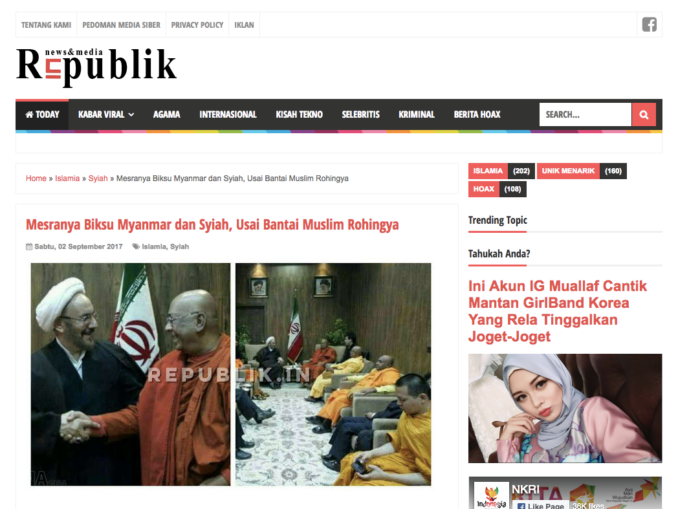 TENTANG KAMI PEDOMAN MEDIA SIBER PRIVACY POLICY IKLAN
news&media
Republik
TODAY KABAR VIRAL AGAMA INTERNASIONAL KISAH TEKNO SELEBRITIS KRIMINAL BERITA HOAX SEARCH...
Home » Islamia » Syiah » Mesranya Biksu Myanmar dan Syiah, Usai Bantai Muslim Rohingya
Mesranya Biksu Myanmar dan Syiah, Usai Bantai Muslim Rohingya
Sabtu, 02 September 2017 Islamia, Syiah
REPUBLIK.IN
ISLAMIA (202) UNIK MENARIK (160)
HOAX (108)
Trending Topic
Tahukah Anda?
Ini Akun IG Muallaf Cantik
Mantan GirlBand Korea
Yang Rela Tinggalkan
Joget-Joget
NKRI
Like Page 36K likes